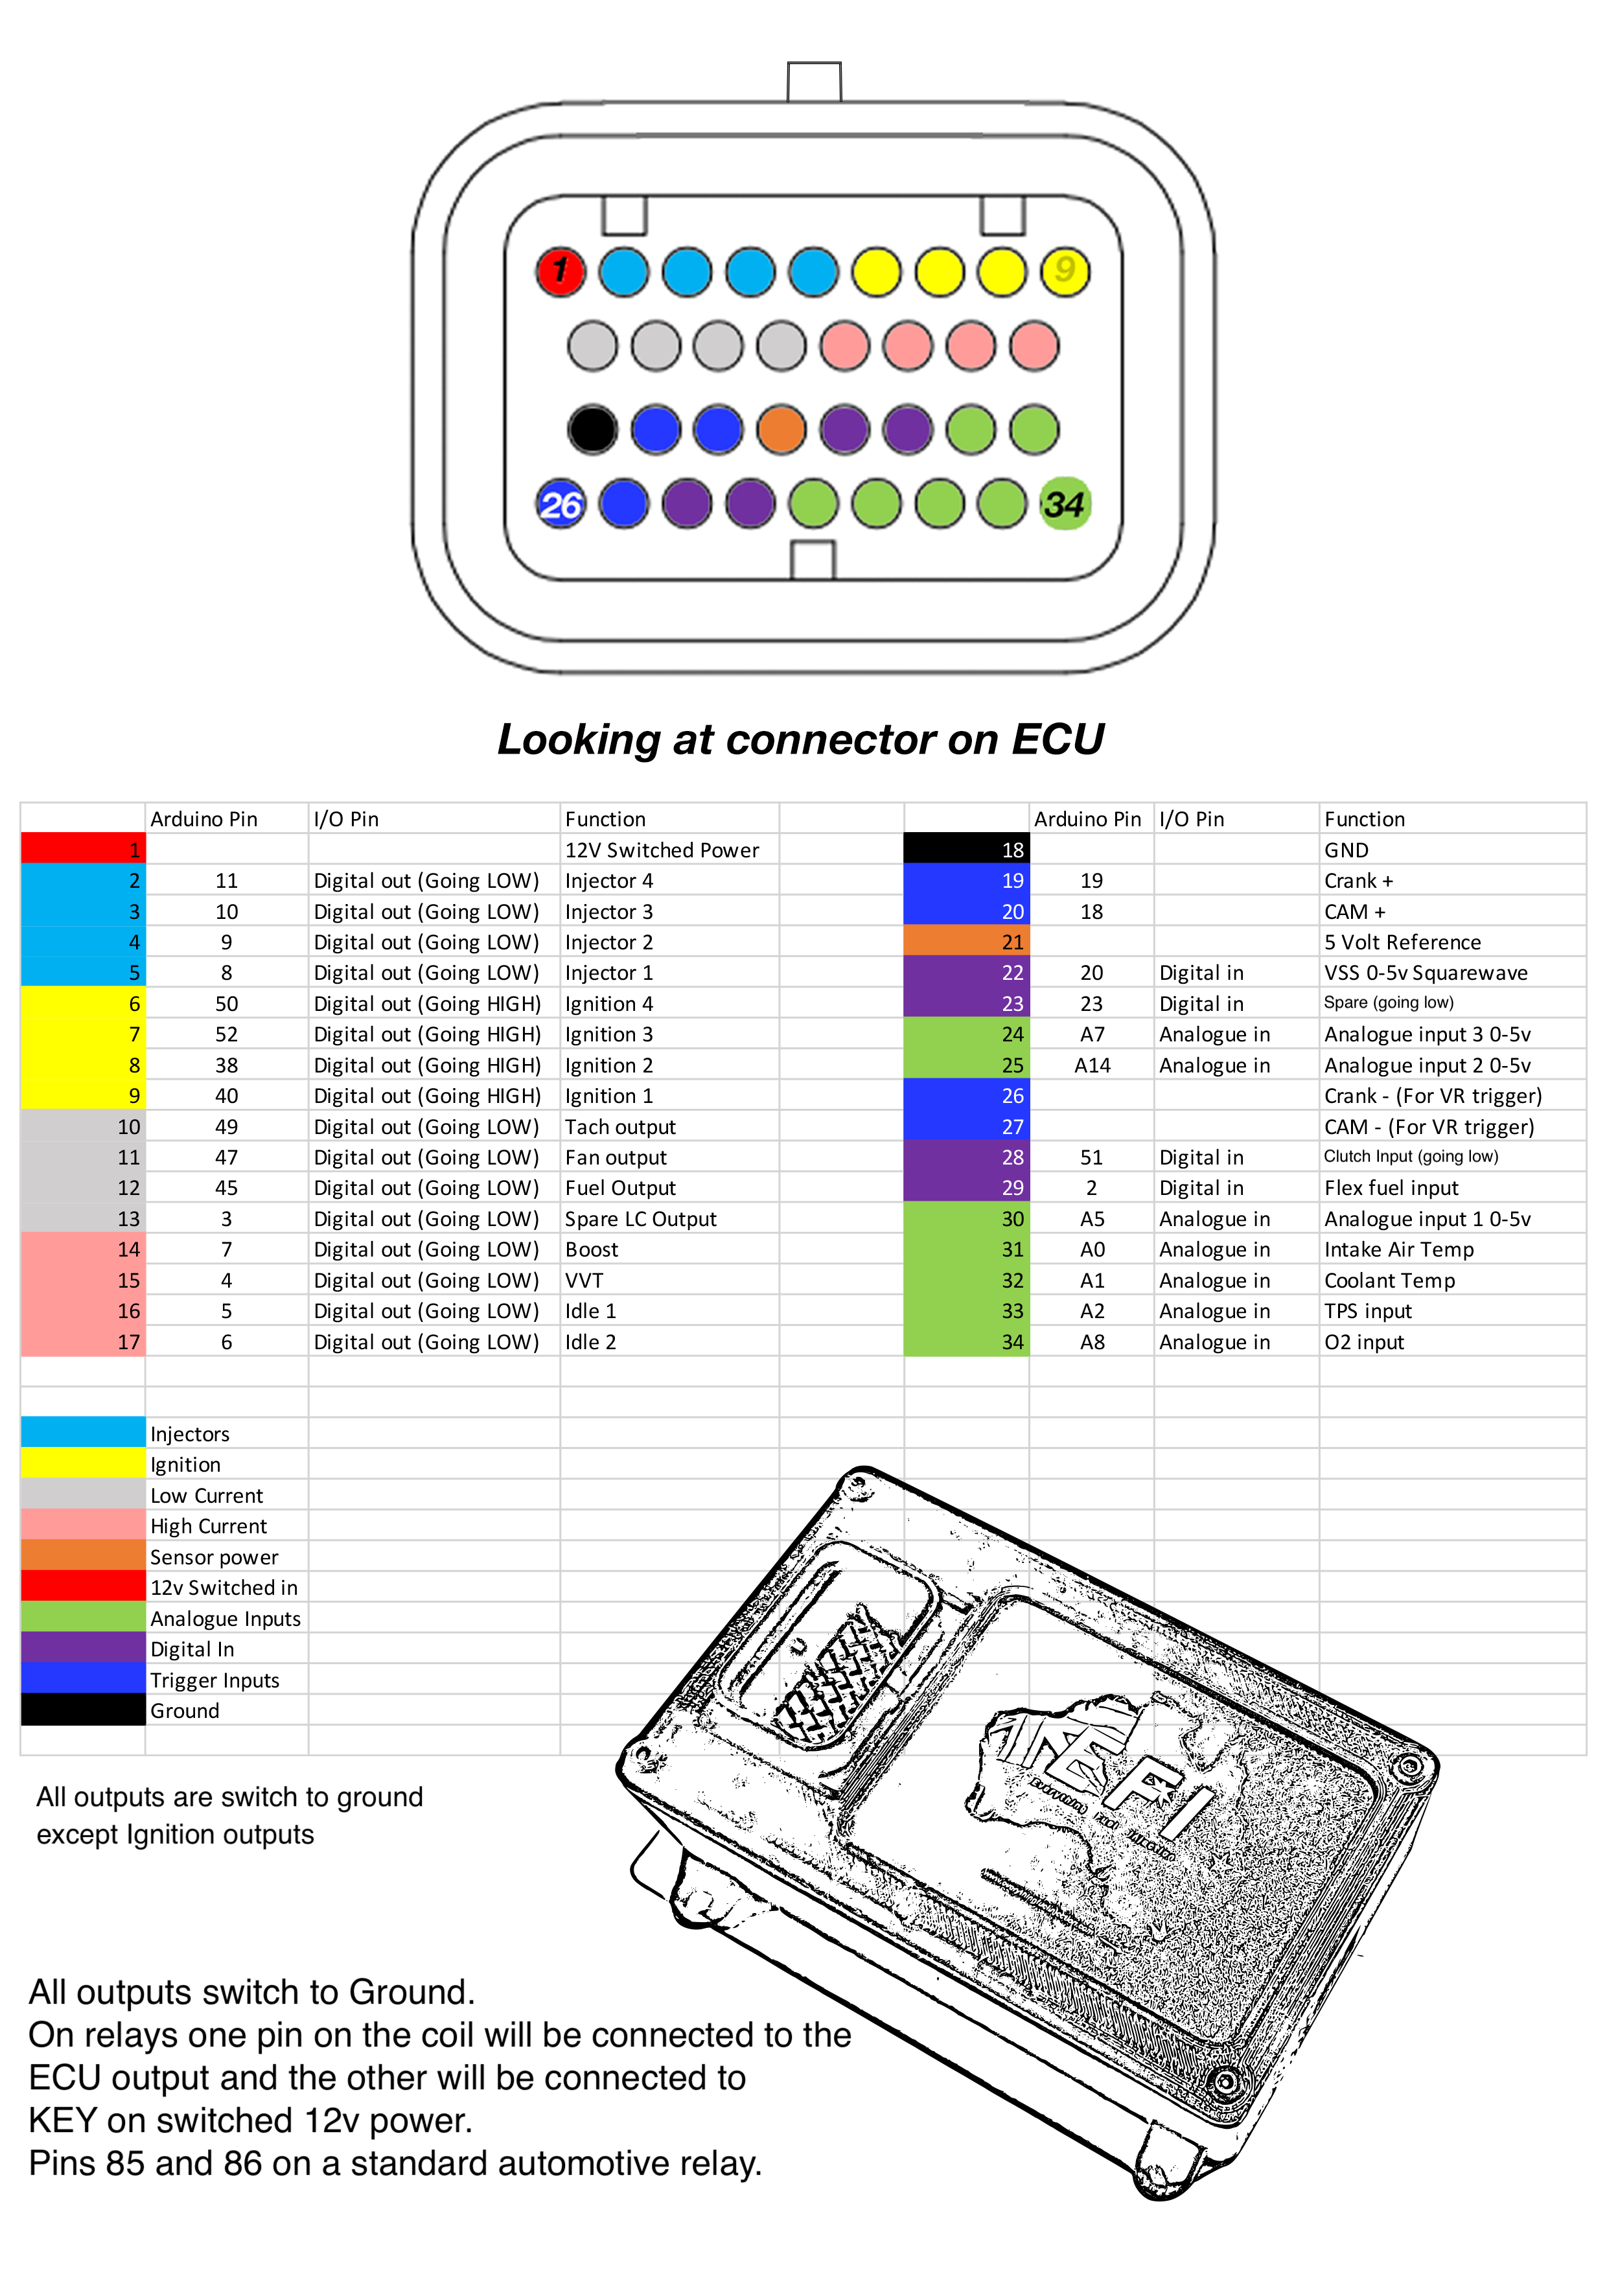 1
9
26
34
Looking at connector on ECU
Arduino Pin I/O Pin Function Arduino Pin I/O Pin Function
1 12V Switched Power 18 GND
2 11 Digital out (Going LOW) Injector 4 19 19 Crank +
3 10 Digital out (Going LOW) Injector 3 20 18 CAM +
4 9 Digital out (Going LOW) Injector 2 21 5 Volt Reference
5 8 Digital out (Going LOW) Injector 1 22 20 Digital in VSS 0-5v Squarewave
6 50 Digital out (Going HIGH) Ignition 4 23 23 Digital in Spare (going low)
7 52 Digital out (Going HIGH) Ignition 3 24 A7 Analogue in Analogue input 3 0-5v
8 38 Digital out (Going HIGH) Ignition 2 25 A14 Analogue in Analogue input 2 0-5v
9 40 Digital out (Going HIGH) Ignition 1 26 Crank - (For VR trigger)
10 49 Digital out (Going LOW) Tach output 27 CAM - (For VR trigger)
11 47 Digital out (Going LOW) Fan output 28 51 Digital in Clutch Input (going low)
12 45 Digital out (Going LOW) Fuel Output 29 2 Digital in Flex fuel input
13 3 Digital out (Going LOW) Spare LC Output 30 A5 Analogue in Analogue input 1 0-5v
14 7 Digital out (Going LOW) Boost 31 A0 Analogue in Intake Air Temp
15 4 Digital out (Going LOW) VVT 32 A1 Analogue in Coolant Temp
16 5 Digital out (Going LOW) Idle 1 33 A2 Analogue in TPS input
17 6 Digital out (Going LOW) Idle 2 34 A8 Analogue in O2 input
Injectors
Ignition
Low Current
High Current
Sensor power
12v Switched in
Analogue Inputs
Digital In
Trigger Inputs
Ground
EFI
All outputs are switch to ground
except Ignition outputs
All outputs switch to Ground.
On relays one pin on the coil will be connected to the
ECU output and the other will be connected to
KEY on switched 12v power.
Pins 85 and 86 on a standard automotive relay.